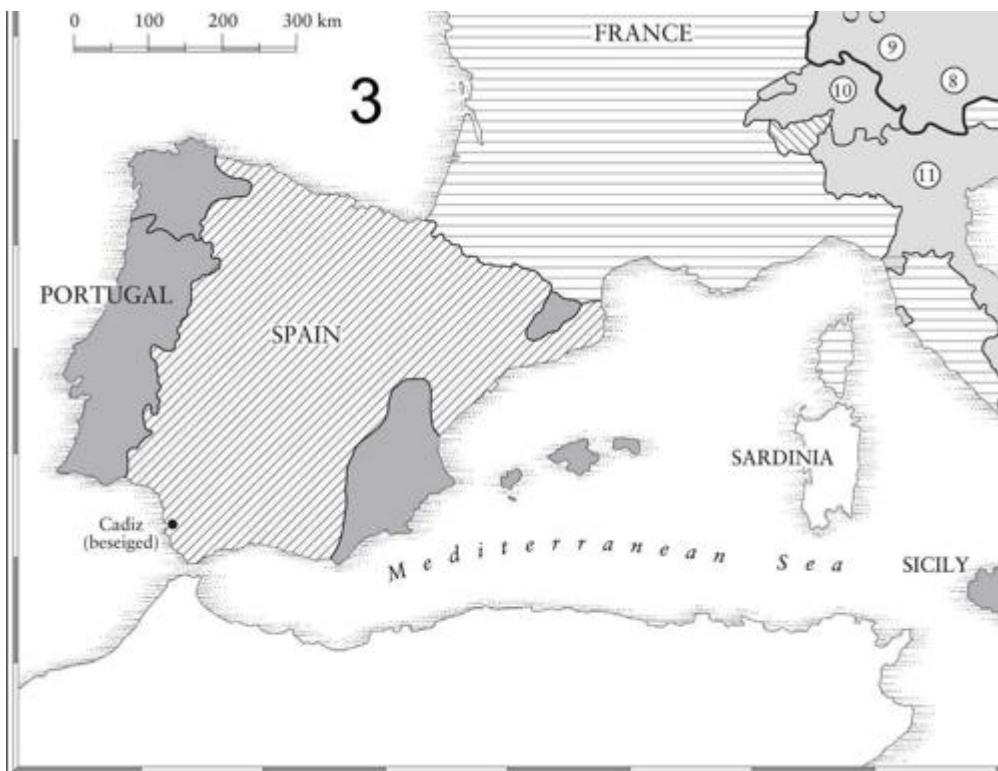 0 100 200 300 km
FRANCE
3
9
8
10
11
PORTUGAL
SPAIN
SARDINIA
Cadiz
(beseiged)
Mediterranean Sea
SICILY